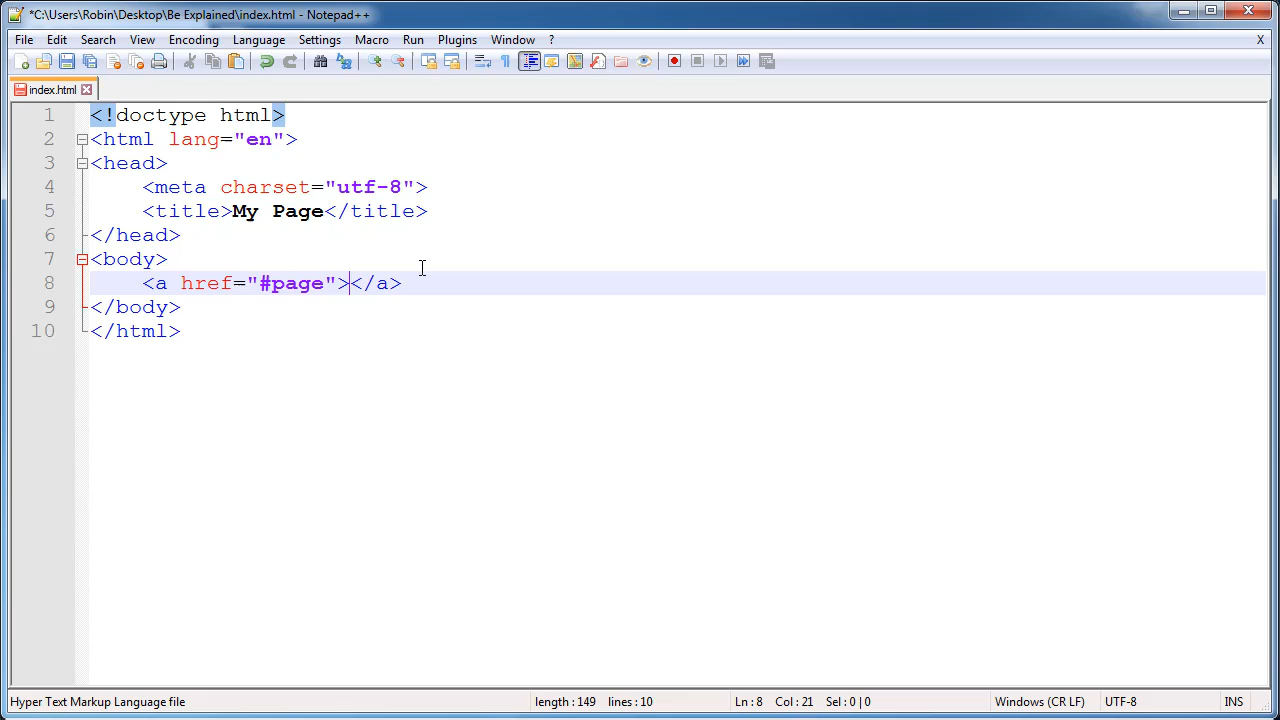 *C:\Users\Robin\Desktop\Be Explained\index.html - Notepad++
File Edit Search View Encoding Language Settings Macro Run Plugins Window ? X
index.html
1 <!doctype html>
2 <html lang="en">
3 <head>
4 <meta charset="utf-8">
5 <title>My Page</title>
6 </head>
7 <body>
8 <a href="#page"></a>
9 </body>
10 </html>
Hyper Text Markup Language file length : 149 lines : 10 Ln : 8 Col : 21 Sel : 0 | 0 Windows (CR LF) UTF-8 INS